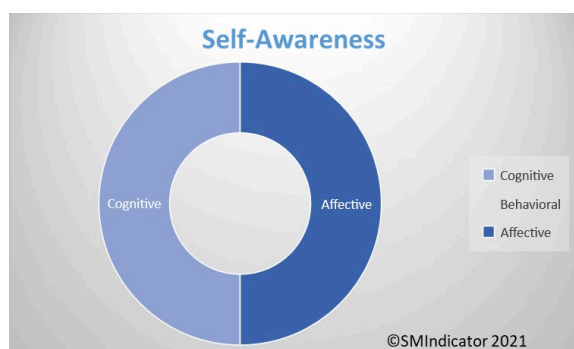 Self-Awareness
Cognitive
Affective
Cognitive
Behavioral
Affective
©SMIndicator 2021